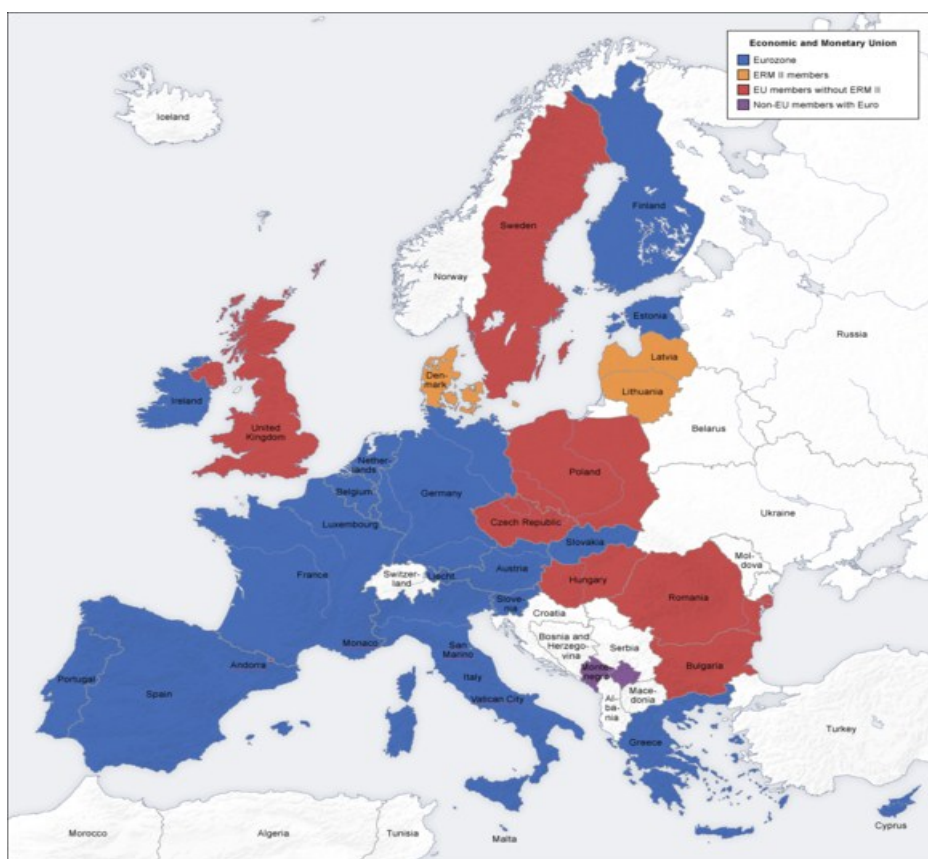 Economic and Monetary Union
Eurozone
ERM II members
EU members without ERM II
Non-EU members with Euro
Iceland
Finland
Sweden
Norway
Estonia
Russia
Latvia
Den-
mark
Lithuania
Ireland
United
Kingdom
Belarus
Nether-
lands
Poland
Belgium
Germany
Ukraine
Luxembourg
Czech Republic
Slovakia
Mol-
dova
France
Switzer-
land
Liecht.
Austria
Hungary
Romania
Slove-
nia
Croatia
Monaco
San
Marino
Bosnia and
Herzego-
vina
Serbia
Andorra
Italy
Monte-
negro
Bulgaria
Portugal
Spain
Vatican City
Mace-
donia
Al-
bania
Turkey
Greece
Morocco
Algeria
Tunisia
Malta
Cyprus